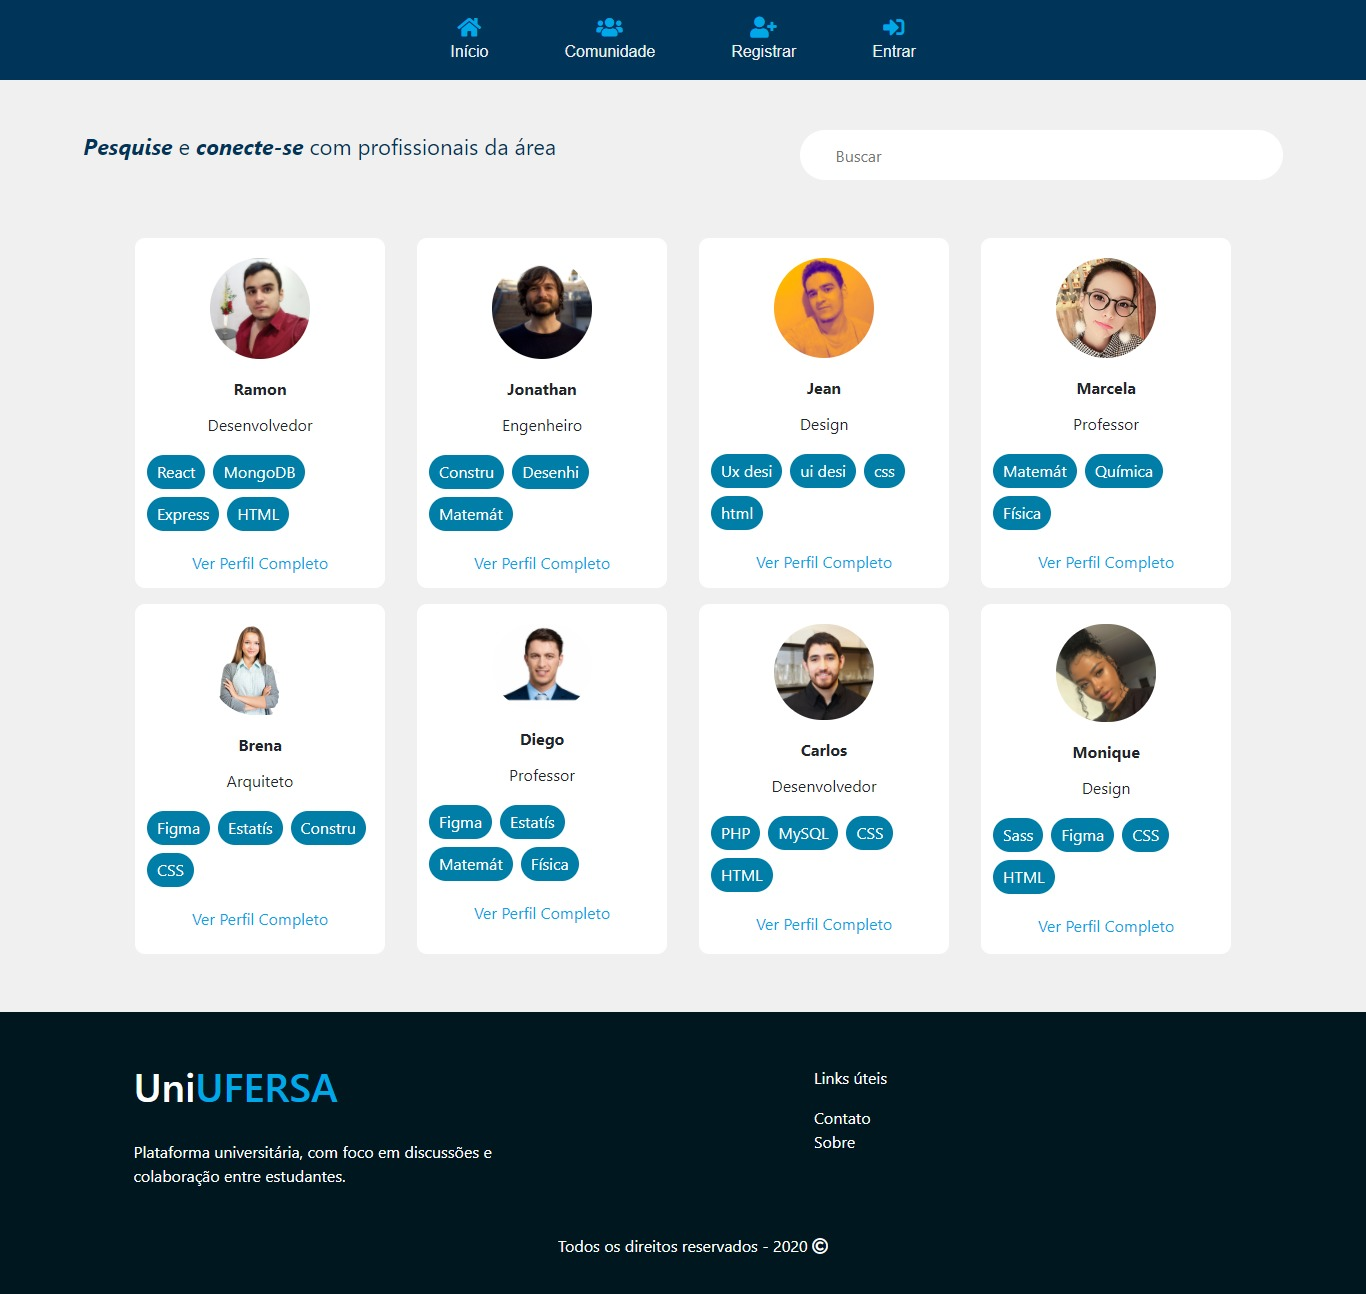 Início
Comunidade
Registrar
Entrar
Pesquise e conecte-se com profissionais da área
Buscar
Ramon
Desenvolvedor
React MongoDB
Express HTML
Ver Perfil Completo
Jonathan
Engenheiro
Constru Desenhi
Matemát
Ver Perfil Completo
Jean
Design
Ux desi ui desi css
html
Ver Perfil Completo
Marcela
Professor
Matemát Química
Física
Ver Perfil Completo
Brena
Arquiteto
Figma Estatís Constru
CSS
Ver Perfil Completo
Diego
Professor
Figma Estatís
Matemát Física
Ver Perfil Completo
Carlos
Desenvolvedor
PHP MySQL CSS
HTML
Ver Perfil Completo
Monique
Design
Sass Figma CSS
HTML
Ver Perfil Completo
UniUFERSA
Plataforma universitária, com foco em discussões e
colaboração entre estudantes.
Links úteis
Contato
Sobre
Todos os direitos reservados - 2020 ©